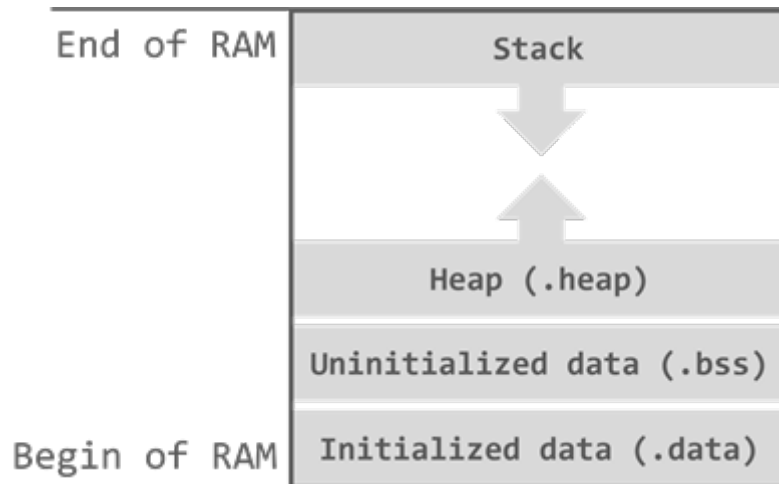 End of RAM
Stack
Heap (.heap)
Uninitialized data (.bss)
Begin of RAM
Initialized data (.data)